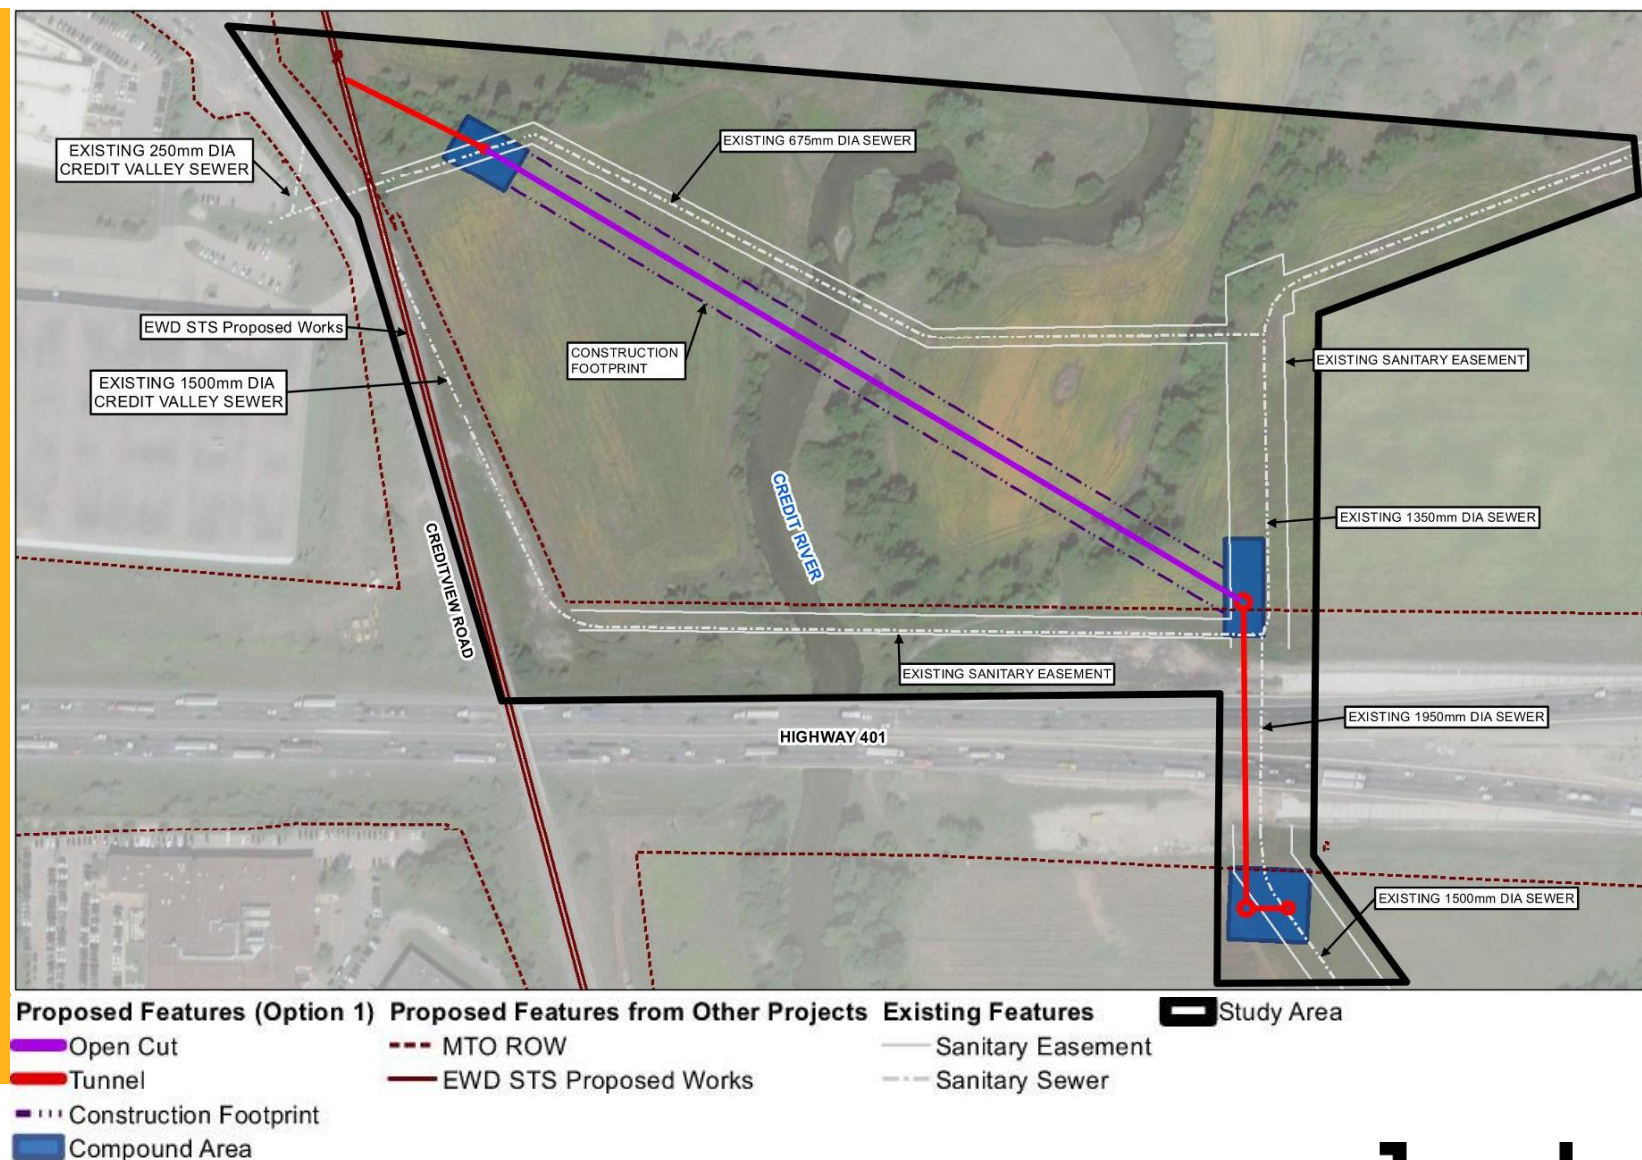 EXISTING 250mm DIA
CREDIT VALLEY SEWER
EXISTING 675mm DIA SEWER
EWD STS Proposed Works
CONSTRUCTION
FOOTPRINT
EXISTING SANITARY EASEMENT
EXISTING 1500mm DIA
CREDIT VALLEY SEWER
CREDIT RIVER
EXISTING 1350mm DIA SEWER
CREDITVIEW ROAD
EXISTING SANITARY EASEMENT
EXISTING 1950mm DIA SEWER
HIGHWAY 401
EXISTING 1500mm DIA SEWER
Proposed Features (Option 1)
Open Cut
Tunnel
Construction Footprint
Compound Area
Proposed Features from Other Projects
MTO ROW
EWD STS Proposed Works
Existing Features
Sanitary Easement
Sanitary Sewer
Study Area